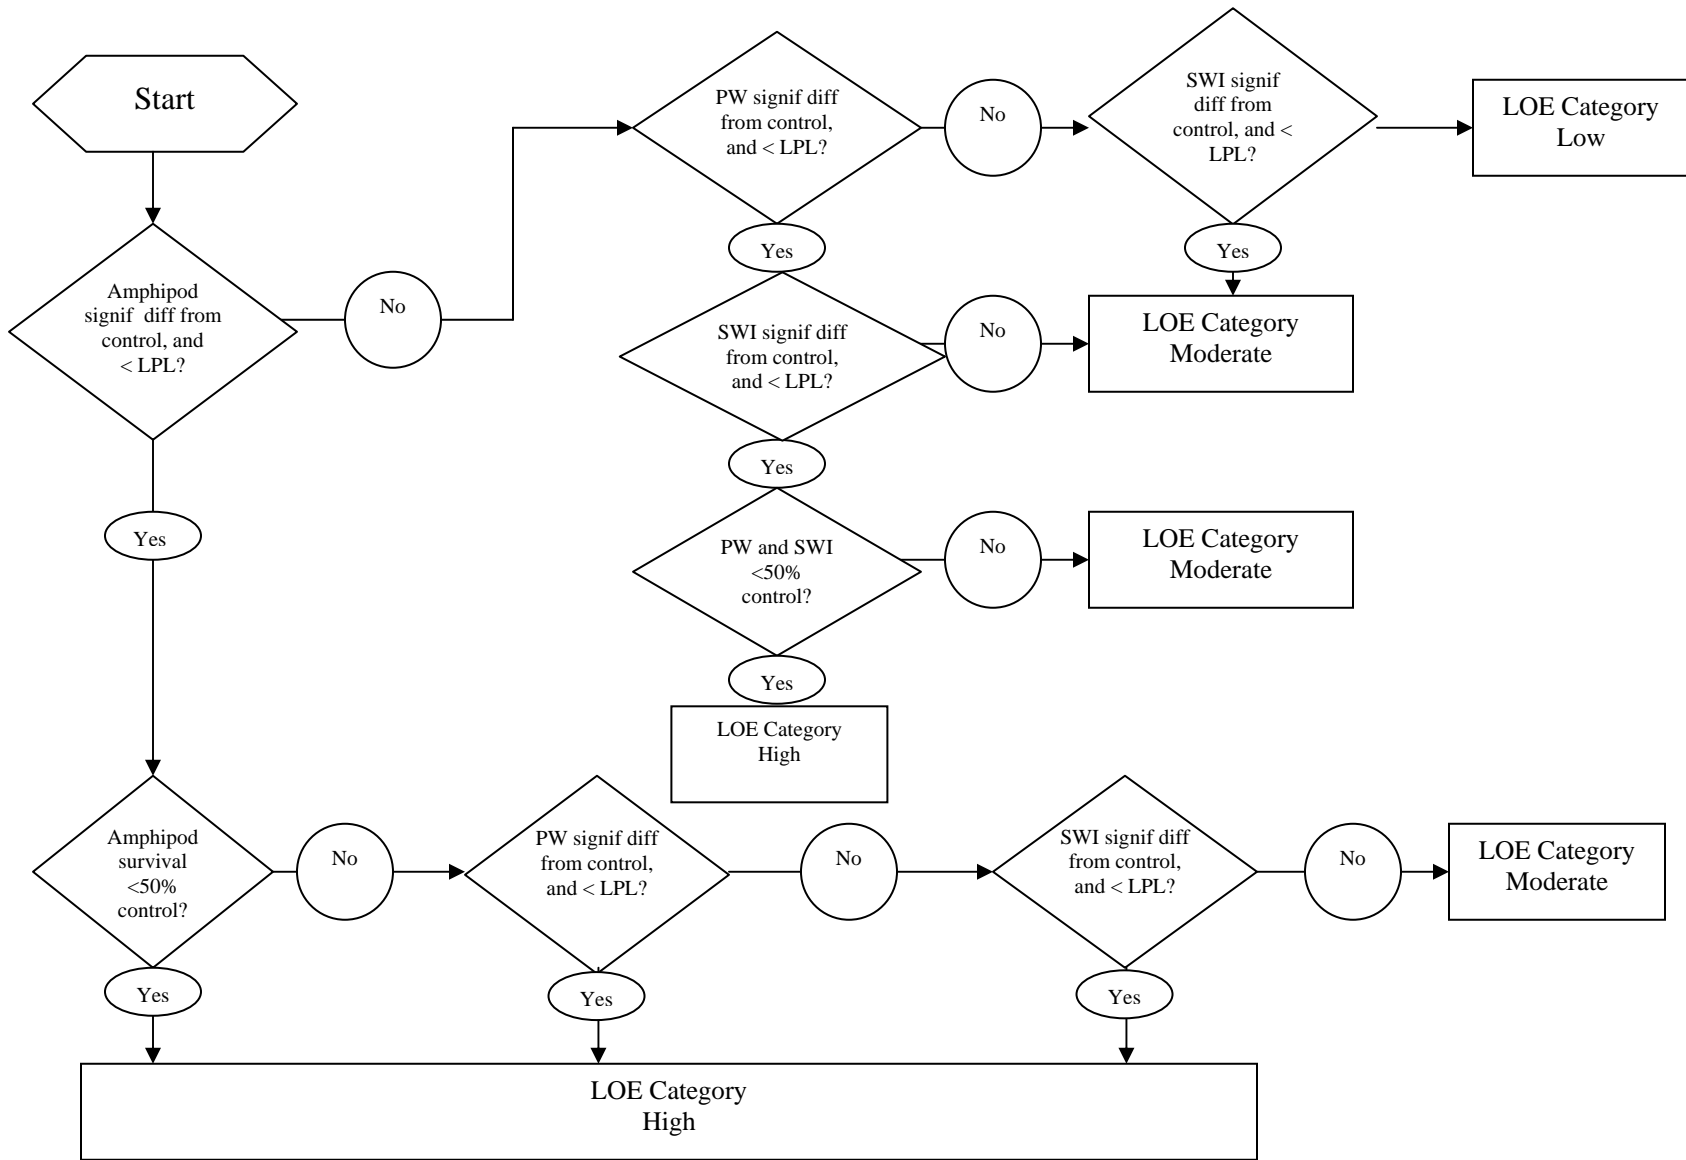 Start
PW signif diff
from control,
and < LPL?
No
SWI signif
diff from
control, and <
LPL?
LOE Category
Low
Yes
Yes
Amphipod
signif diff from
control, and
< LPL?
No
SWI signif diff
from control,
and < LPL?
No
LOE Category
Moderate
Yes
Yes
PW and SWI
<50%
control?
No
LOE Category
Moderate
Yes
LOE Category
High
Amphipod
survival
<50%
control?
No
PW signif diff
from control,
and < LPL?
No
SWI signif diff
from control,
and < LPL?
No
LOE Category
Moderate
Yes
Yes
Yes
LOE Category
High